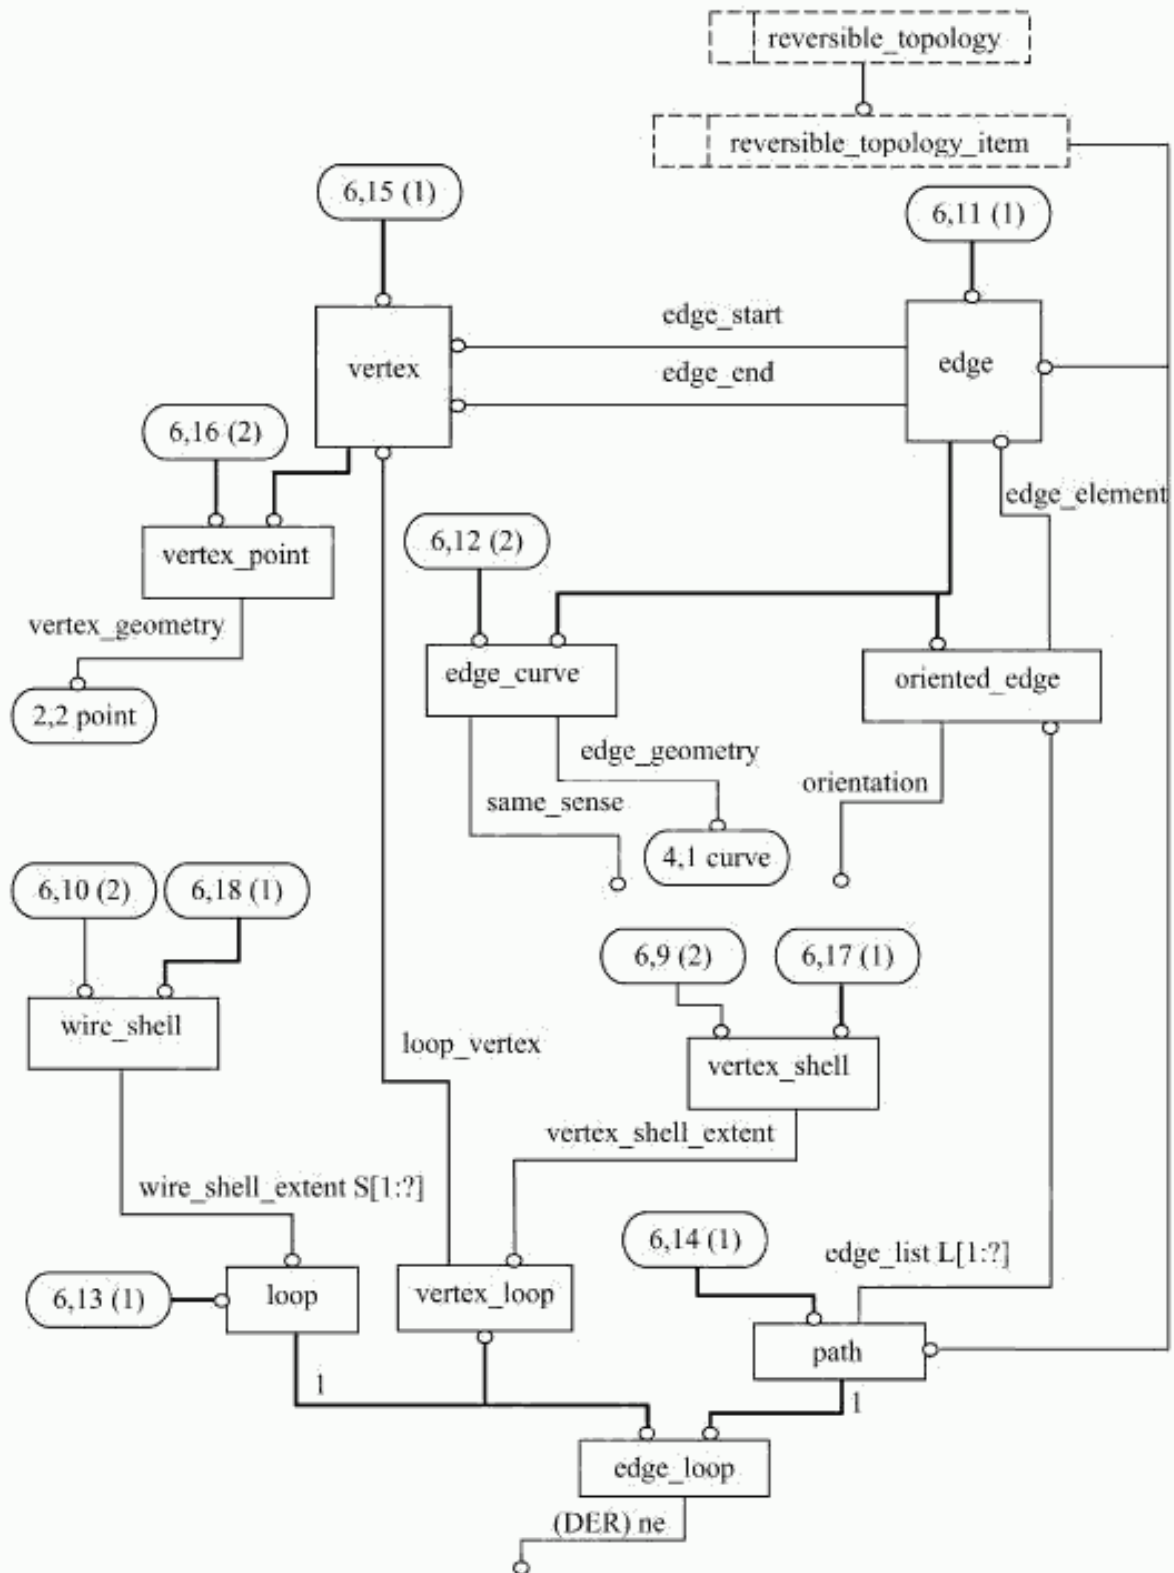 reversible_topology
reversible_topology_item
6,15 (1)
6,11 (1)
edge_start
vertex
edge
edge_end
6,16 (2)
edge_element
6,12 (2)
vertex_point
vertex_geometry
edge_curve
oriented_edge
2,2 point
edge_geometry
orientation
same_sense
4,1 curve
6,10 (2)
6,18 (1)
6,9 (2)
6,17 (1)
wire_shell
loop_vertex
vertex_shell
vertex_shell_extent
wire_shell_extent S[1:?]
6,14 (1)
edge_list L[1:?]
6,13 (1)
loop
vertex_loop
path
1
1
edge_loop
(DER) ne